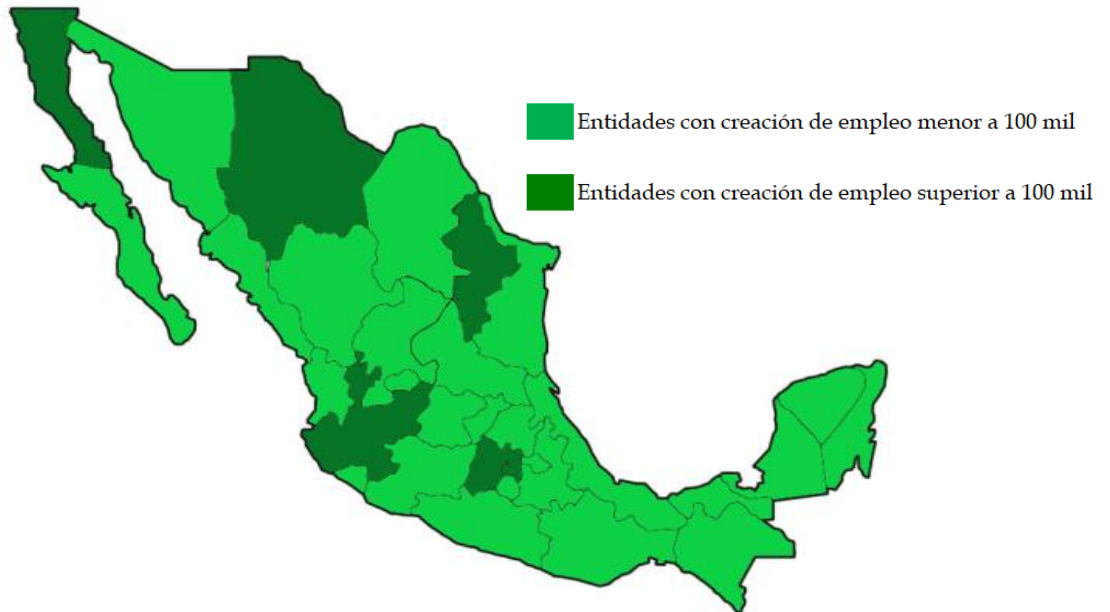 Entidades con creación de empleo menor a 100 mil
Entidades con creación de empleo superior a 100 mil